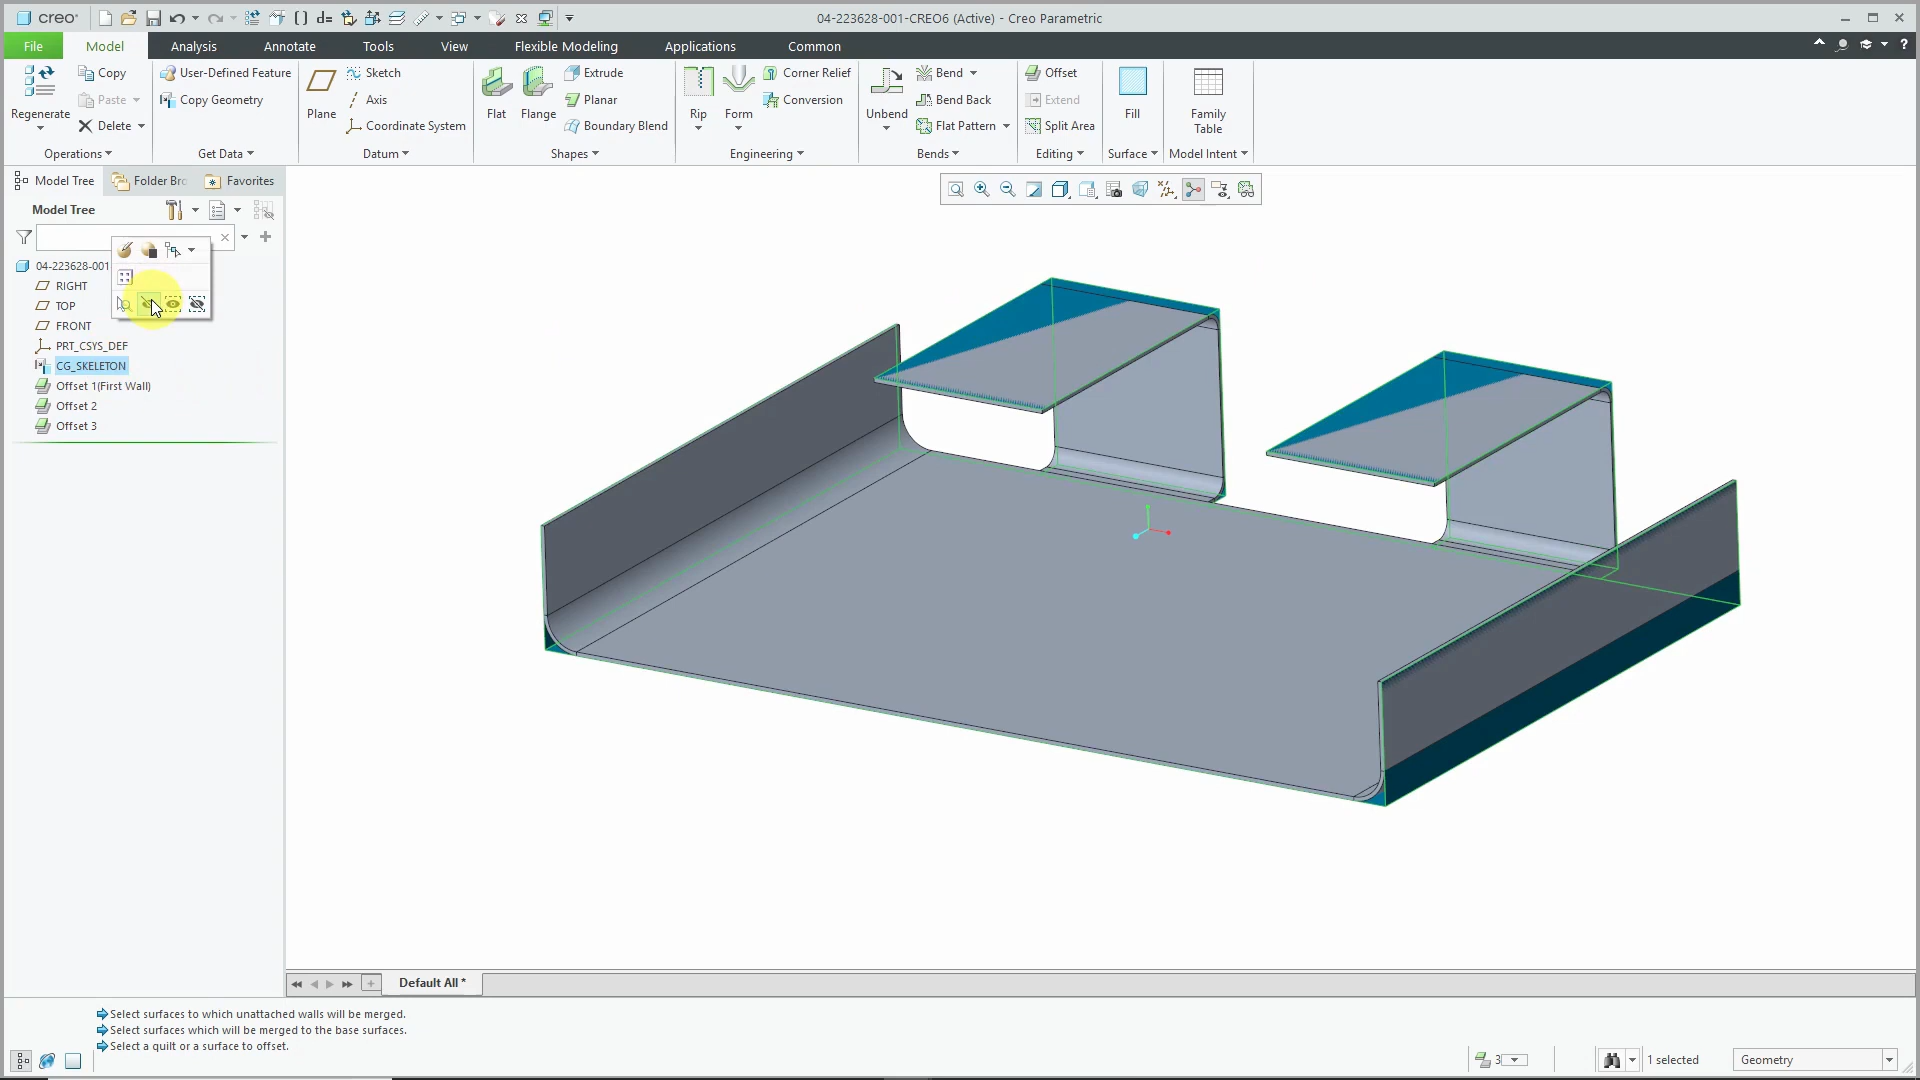 creo
d=
04-223628-001-CREO6 (Active) - Creo Parametric
File
Model
Analysis
Annotate
Tools
View
Flexible Modeling
Applications
Common
?
Regenerate
Copy
Paste
Delete
Operations
User-Defined Feature
Copy Geometry
Get Data
Plane
Sketch
Axis
Coordinate System
Datum
Flat
Flange
Extrude
Planar
Boundary Blend
Shapes
Rip
Form
Corner Relief
Conversion
Engineering
Unbend
Bend
Bend Back
Flat Pattern
Bends
Offset
Extend
Split Area
Editing
Fill
Surface
Family
Table
Model Intent
Model Tree
Folder Brc
Favorites
Model Tree
04-223628-001
RIGHT
TOP
FRONT
PRT_CSYS_DEF
CG_SKELETON
Offset 1(First Wall)
Offset 2
Offset 3
Default All *
Select surfaces to which unattached walls will be merged.
Select surfaces which will be merged to the base surfaces.
Select a quilt or a surface to offset.
3
1 selected
Geometry